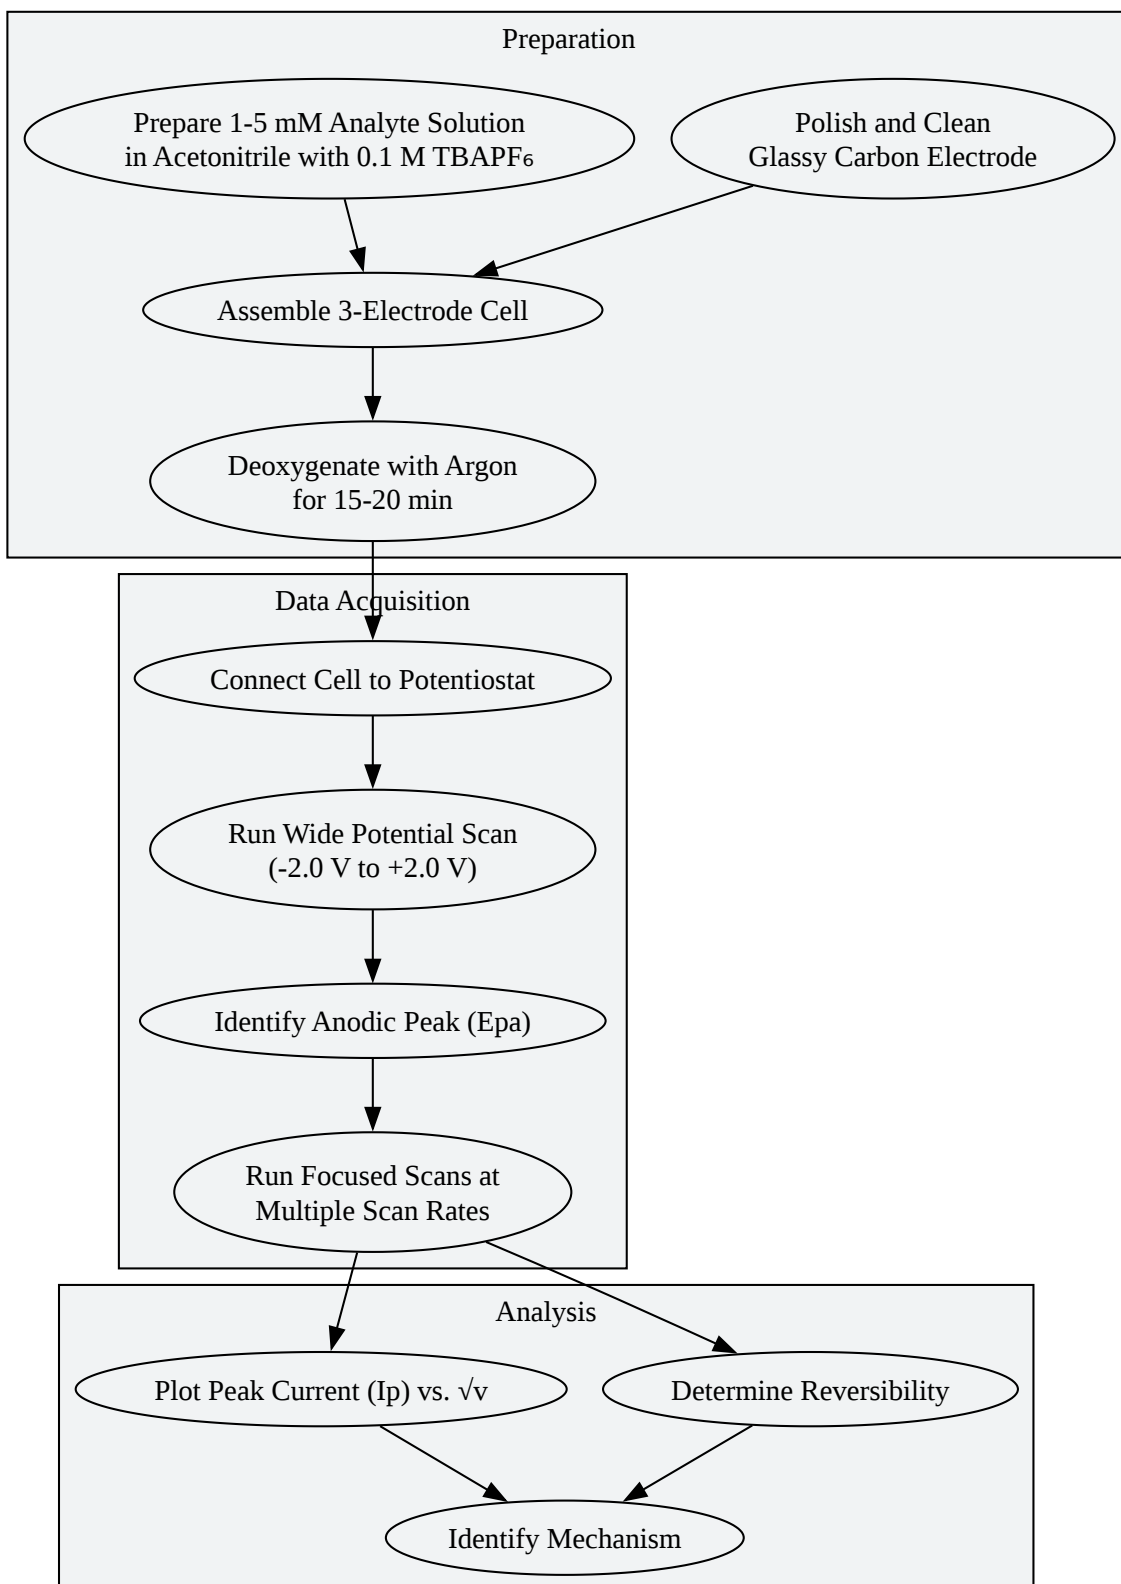 Preparation
Prepare 1-5 mM Analyte Solution
in Acetonitrile with 0.1 M TBAPF₆
Polish and Clean
Glassy Carbon Electrode
Assemble 3-Electrode Cell
Deoxygenate with Argon
for 15-20 min
Data Acquisition
Connect Cell to Potentiostat
Run Wide Potential Scan
(-2.0 V to +2.0 V)
Identify Anodic Peak (Epa)
Run Focused Scans at
Multiple Scan Rates
Analysis
Plot Peak Current (Ip) vs. √v
Determine Reversibility
Identify Mechanism